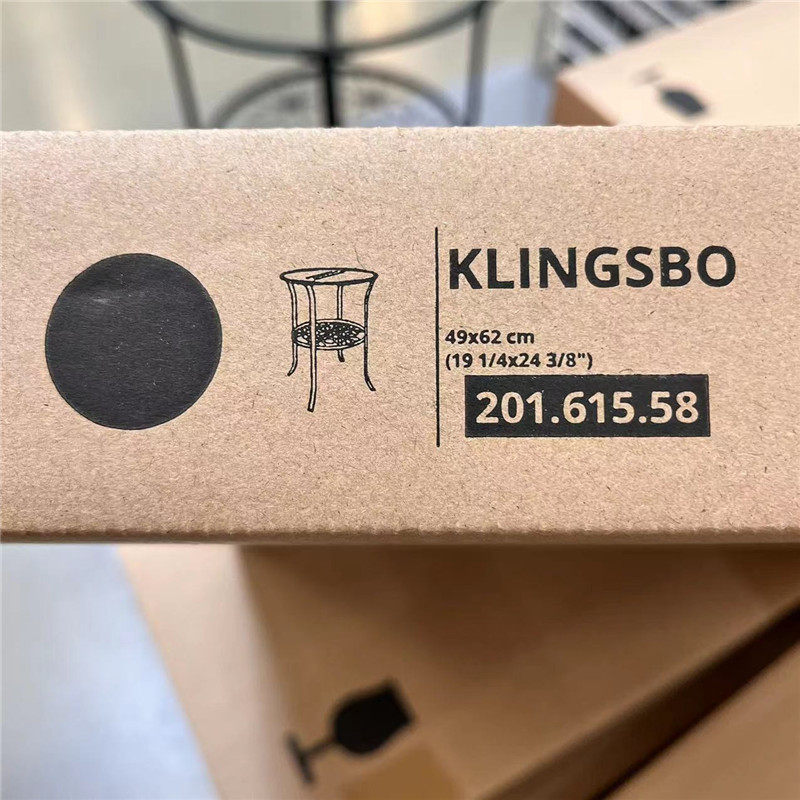 KLINGSBO
49x62 cm
(19 1/4x24 3/8")
201.615.58